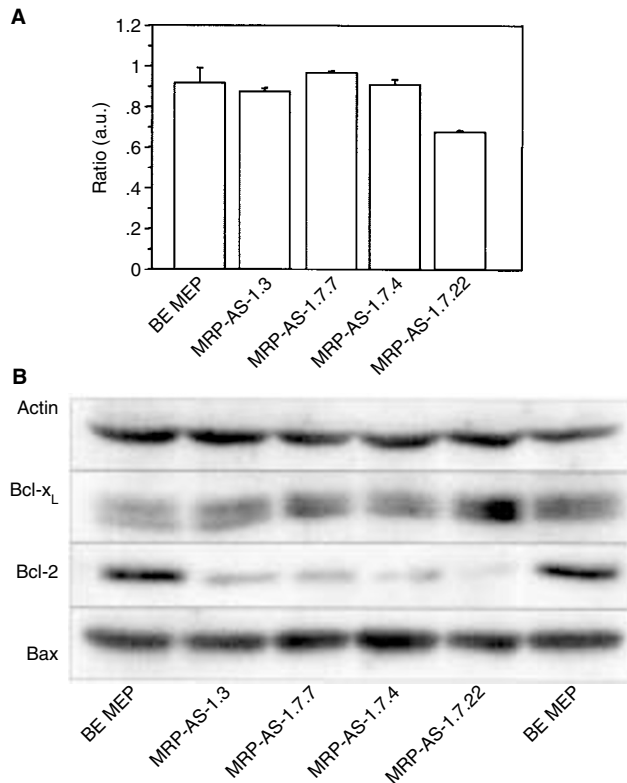 A
1.2
1
.8
.6
.4
.2
0
Ratio (a.u.)
BE MEP
MRP-AS-1.3
MRP-AS-1.7.7
MRP-AS-1.7.4
MRP-AS-1.7.22
B
Actin
Bcl-xL
Bcl-2
Bax
BE MEP
MRP-AS-1.3
MRP-AS-1.7.7
MRP-AS-1.7.4
MRP-AS-1.7.22
BE MEP